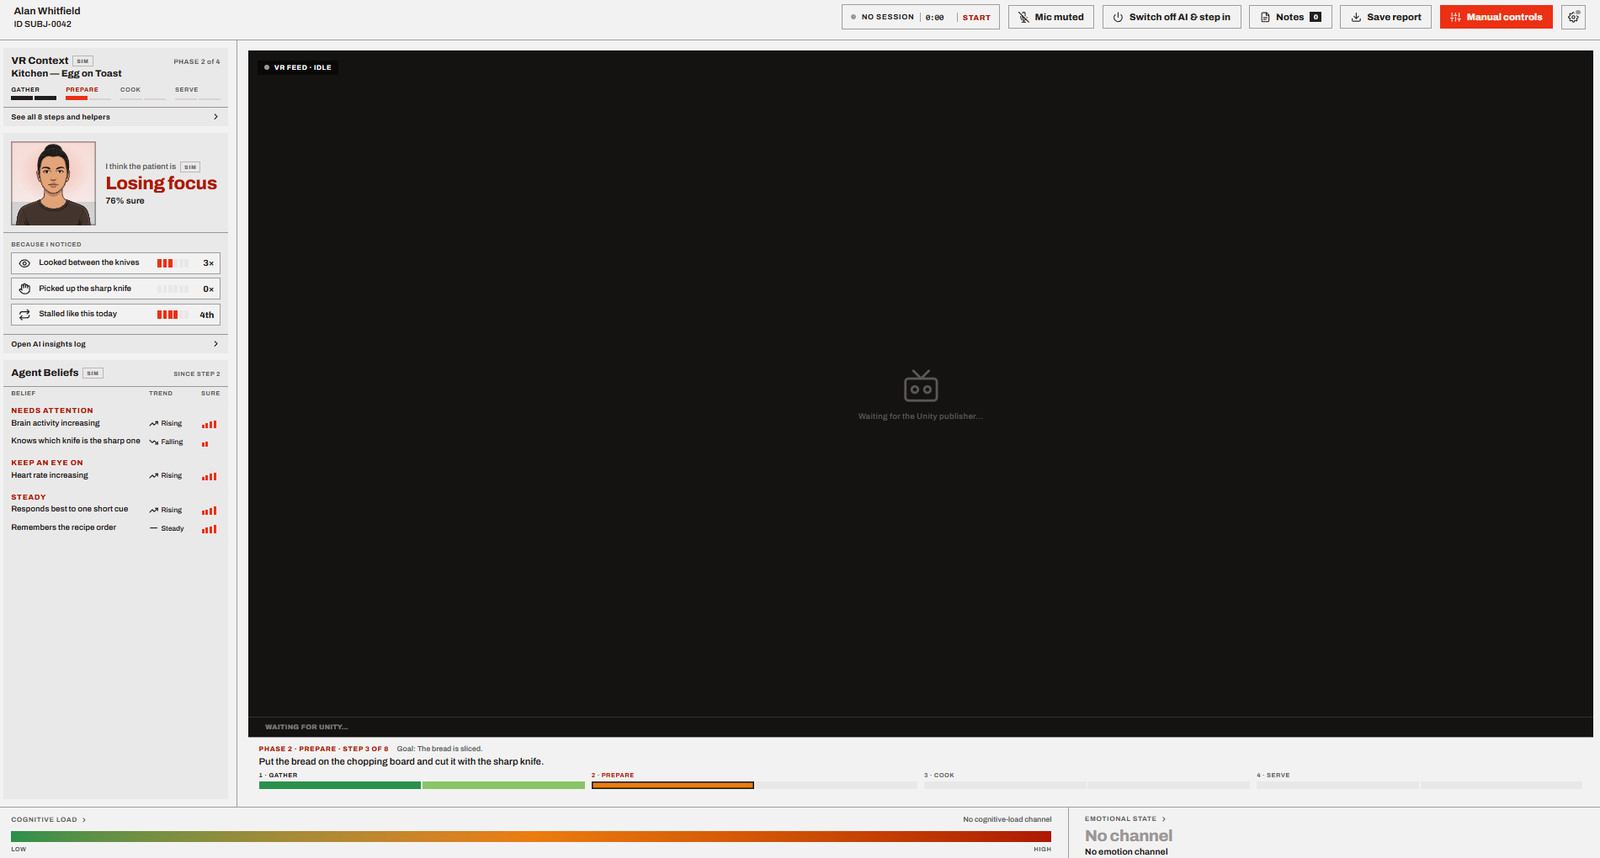 Alan Whitfield
ID SUBJ-0042
NO SESSION 0:00 START
Mic muted
Switch off AI & step in
Notes 0
Save report
Manual controls
VR Context SIM PHASE 2 of 4
Kitchen — Egg on Toast
GATHER PREPARE COOK SERVE
See all 8 steps and helpers
I think the patient is SIM
Losing focus
76% sure
BECAUSE I NOTICED
Looked between the knives 3×
Picked up the sharp knife 0×
Stalled like this today 4th
Open AI insights log
Agent Beliefs SIM SINCE STEP 2
BELIEF TREND SURE
NEEDS ATTENTION
Brain activity increasing Rising
Knows which knife is the sharp one Falling
KEEP AN EYE ON
Heart rate increasing Rising
STEADY
Responds best to one short cue Rising
Remembers the recipe order Steady
VR FEED · IDLE
Waiting for the Unity publisher...
WAITING FOR UNITY...
PHASE 2 · PREPARE · STEP 3 OF 8 Goal: The bread is sliced.
Put the bread on the chopping board and cut it with the sharp knife.
1 · GATHER 2 · PREPARE 3 · COOK 4 · SERVE
COGNITIVE LOAD No cognitive-load channel
LOW HIGH
EMOTIONAL STATE
No channel
No emotion channel